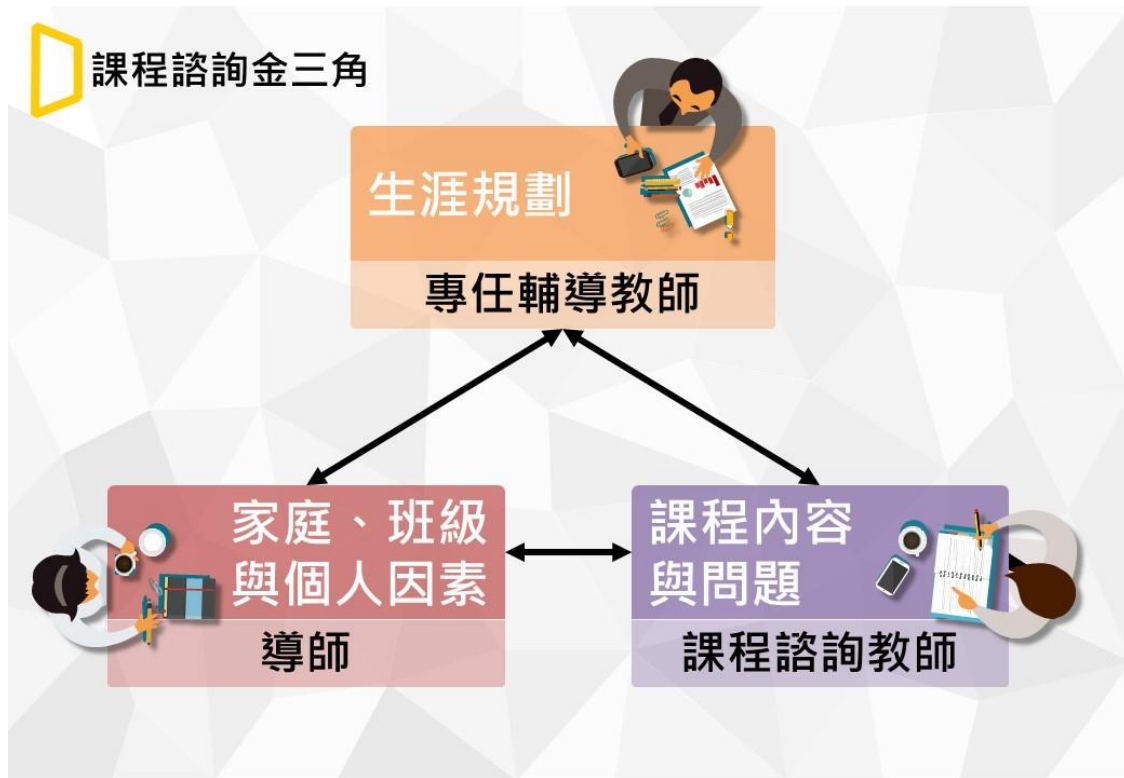 課程諮詢金三角
生涯規劃
專任輔導教師
家庭、班級
與個人因素
導師
課程內容
與問題
課程諮詢教師